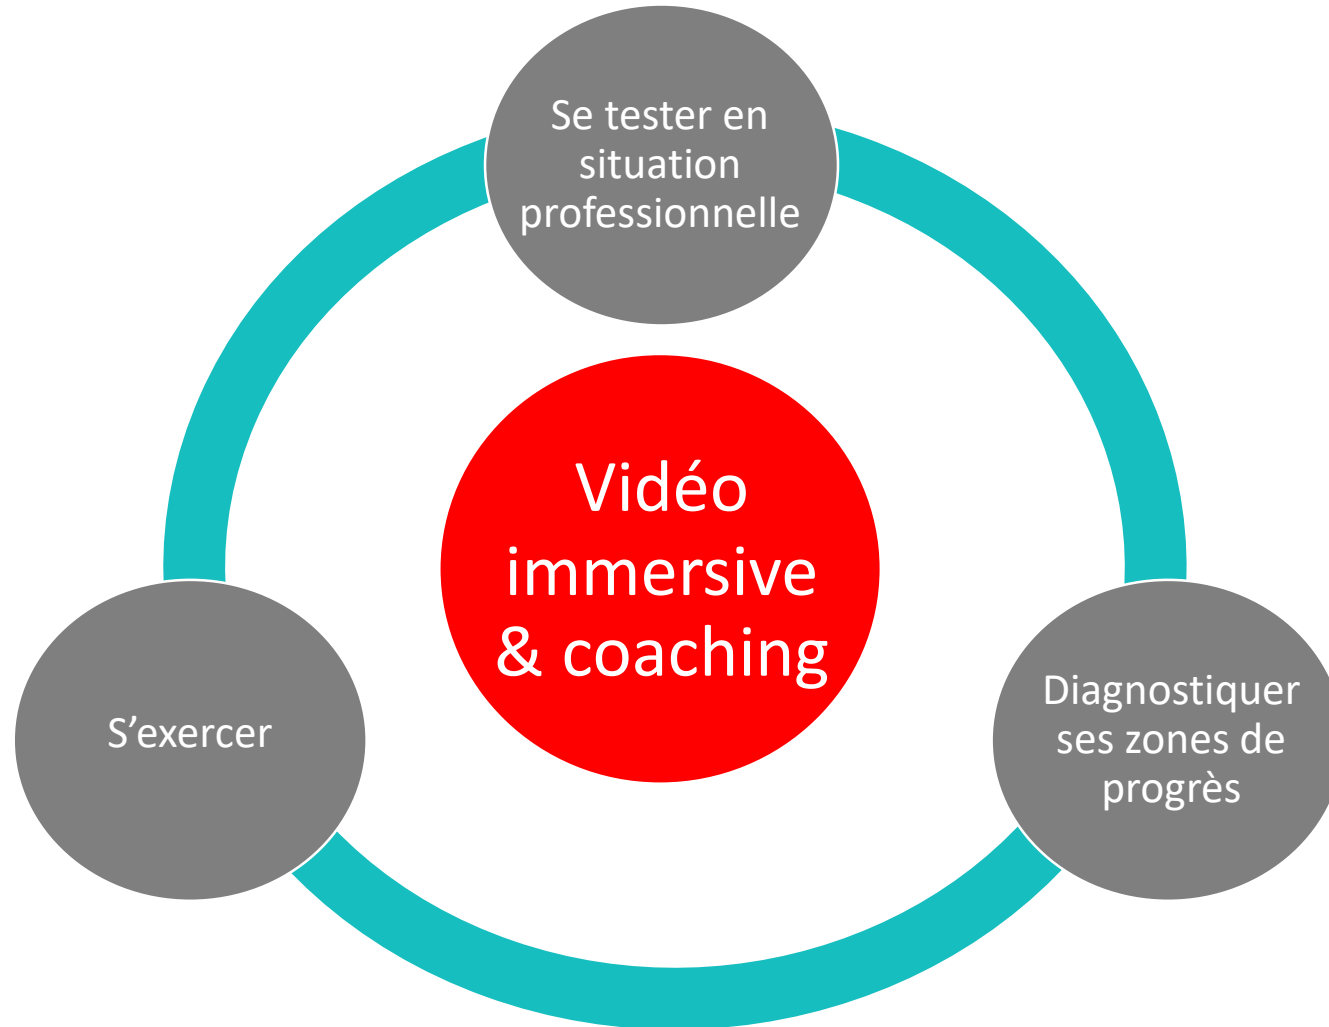 Se tester en
situation
professionnelle
Vidéo
immersive
& coaching
S’exercer
Diagnostiquer
ses zones de
progrès